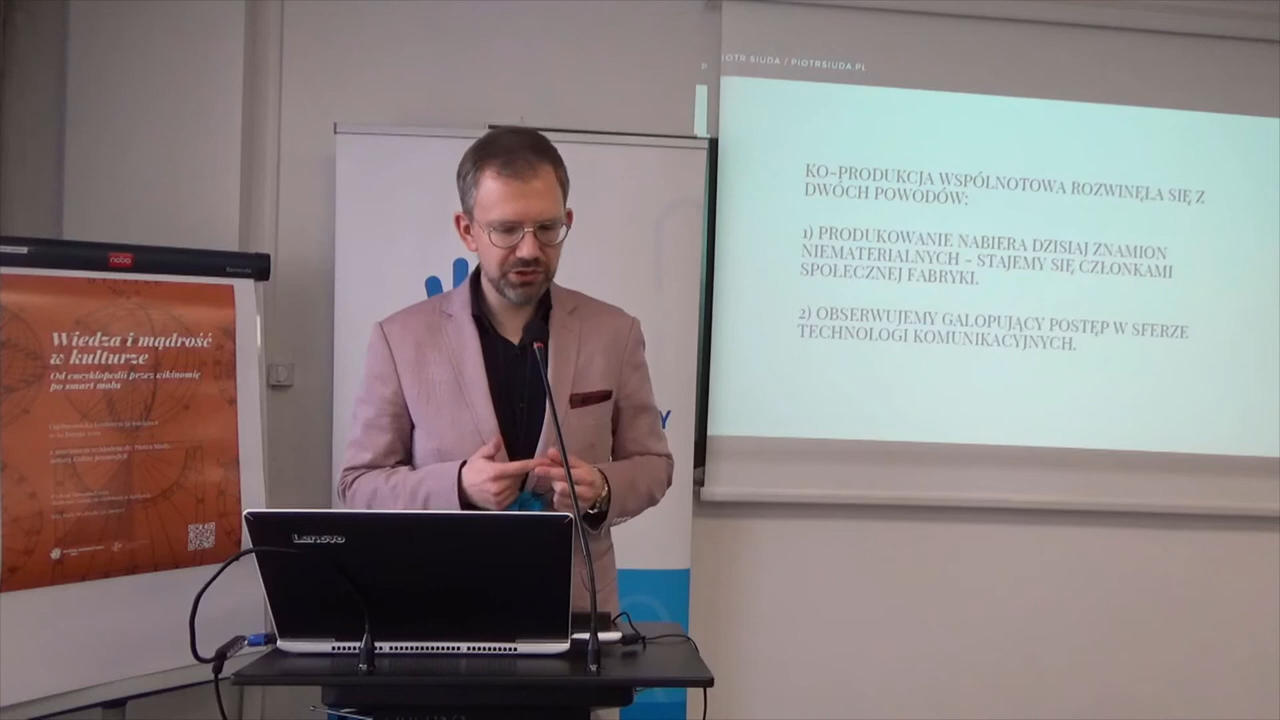 PIOTR SIUDA / PIOTRSIUDA.PL
KO-PRODUKCJA WSPÓLNOTOWA ROZWINĘŁA SIĘ Z
DWÓCH POWODÓW:
1) PRODUKOWANIE NABIERA DZISIAJ ZNAMION
NIEMATERIALNYCH – STAJEMY SIĘ CZŁONKAMI
SPOŁECZNEJ FABRYKI.
2) OBSERWUJEMY GALOPUJĄCY POSTĘP W SFERZE
TECHNOLOGI KOMUNIKACYJNYCH.
nobo
Wiedza i mądrość
w kulturze
Od encyklopedii przez wikinomię
po smart mobs
Y
Lenovo